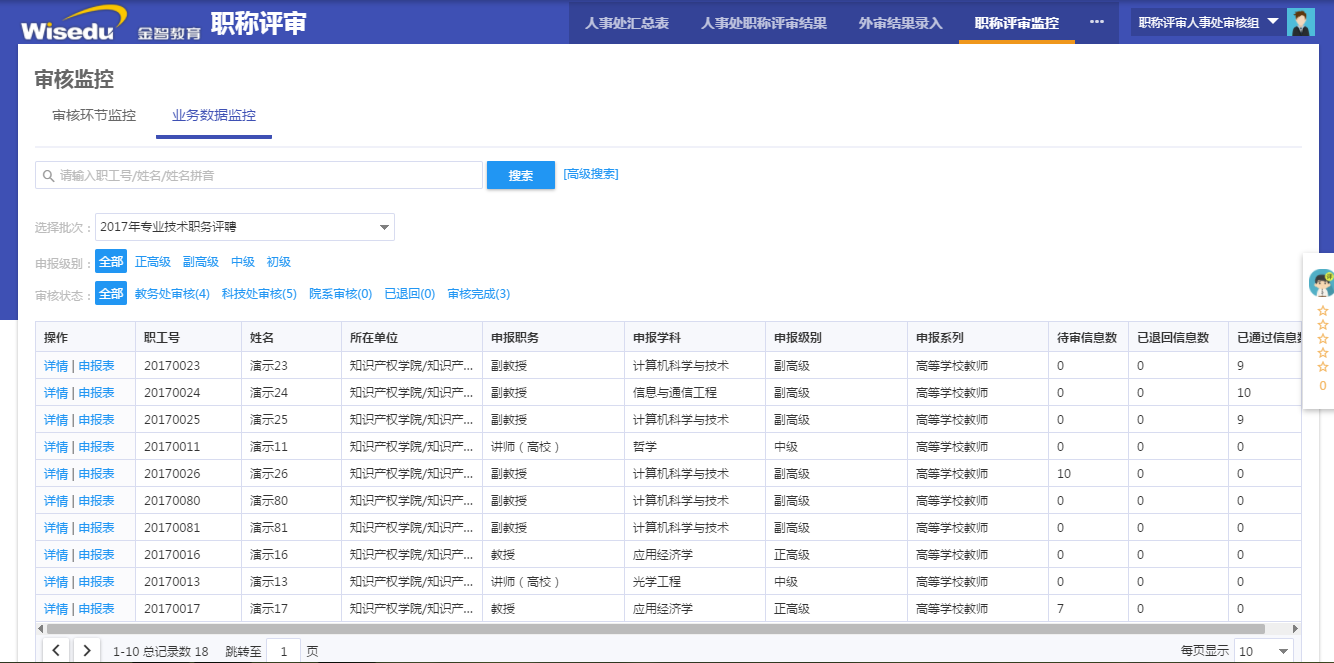 Wisedu 金智教育 职称评审 人事处汇总表 人事处职称评审结果 外审结果录入 职称评审监控 ••• 职称评审人事处审核组
审核监控
审核环节监控 业务数据监控
请输入职工号/姓名/姓名拼音 搜索 [高级搜索]
选择批次： 2017年专业技术职务评聘
申报级别： 全部 正高级 副高级 中级 初级
审核状态： 全部 教务处审核(4) 科技处审核(5) 院系审核(0) 已退回(0) 审核完成(3)
操作 职工号 姓名 所在单位 申报职务 申报学科 申报级别 申报系列 待审信息数 已退回信息数 已通过信息数
详情 | 申报表 20170023 演示23 知识产权学院/知识产... 副教授 计算机科学与技术 副高级 高等学校教师 0 0 9
详情 | 申报表 20170024 演示24 知识产权学院/知识产... 副教授 信息与通信工程 副高级 高等学校教师 0 0 10
详情 | 申报表 20170025 演示25 知识产权学院/知识产... 副教授 计算机科学与技术 副高级 高等学校教师 0 0 9
详情 | 申报表 20170011 演示11 知识产权学院/知识产... 讲师（高校） 哲学 中级 高等学校教师 0 0 0
详情 | 申报表 20170026 演示26 知识产权学院/知识产... 副教授 计算机科学与技术 副高级 高等学校教师 10 0 0
详情 | 申报表 20170080 演示80 知识产权学院/知识产... 副教授 计算机科学与技术 副高级 高等学校教师 0 0 0
详情 | 申报表 20170081 演示81 知识产权学院/知识产... 副教授 计算机科学与技术 副高级 高等学校教师 0 0 0
详情 | 申报表 20170016 演示16 知识产权学院/知识产... 教授 应用经济学 正高级 高等学校教师 0 0 0
详情 | 申报表 20170013 演示13 知识产权学院/知识产... 讲师（高校） 光学工程 中级 高等学校教师 0 0 0
详情 | 申报表 20170017 演示17 知识产权学院/知识产... 教授 应用经济学 正高级 高等学校教师 7 0 0
0
1-10 总记录数 18 跳转至 1 页 每页显示 10